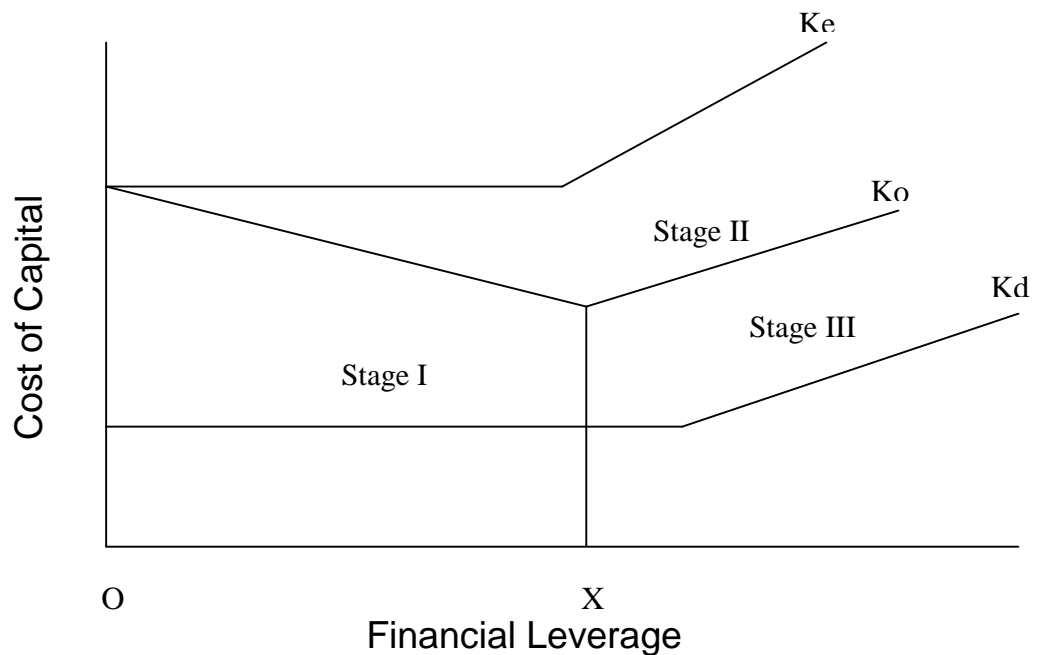 Ke
Ko
Stage II
Kd
Stage III
Stage I
Cost of Capital
O X
Financial Leverage